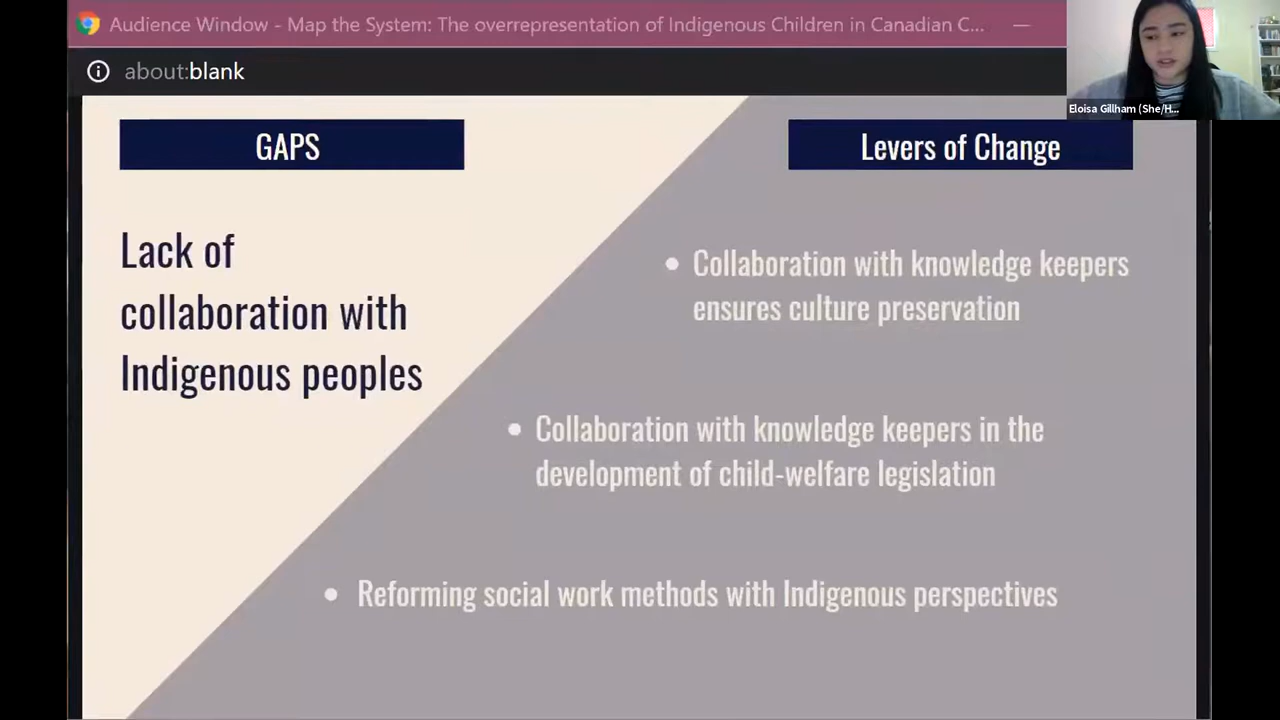 Audience Window - Map the System: The overrepresentation of Indigenous Children in Canadian C...
about:blank
Eloisa Gillham (She/H...
GAPS
Levers of Change
Lack of
collaboration with
Indigenous peoples
Collaboration with knowledge keepers
ensures culture preservation
Collaboration with knowledge keepers in the
development of child-welfare legislation
Reforming social work methods with Indigenous perspectives